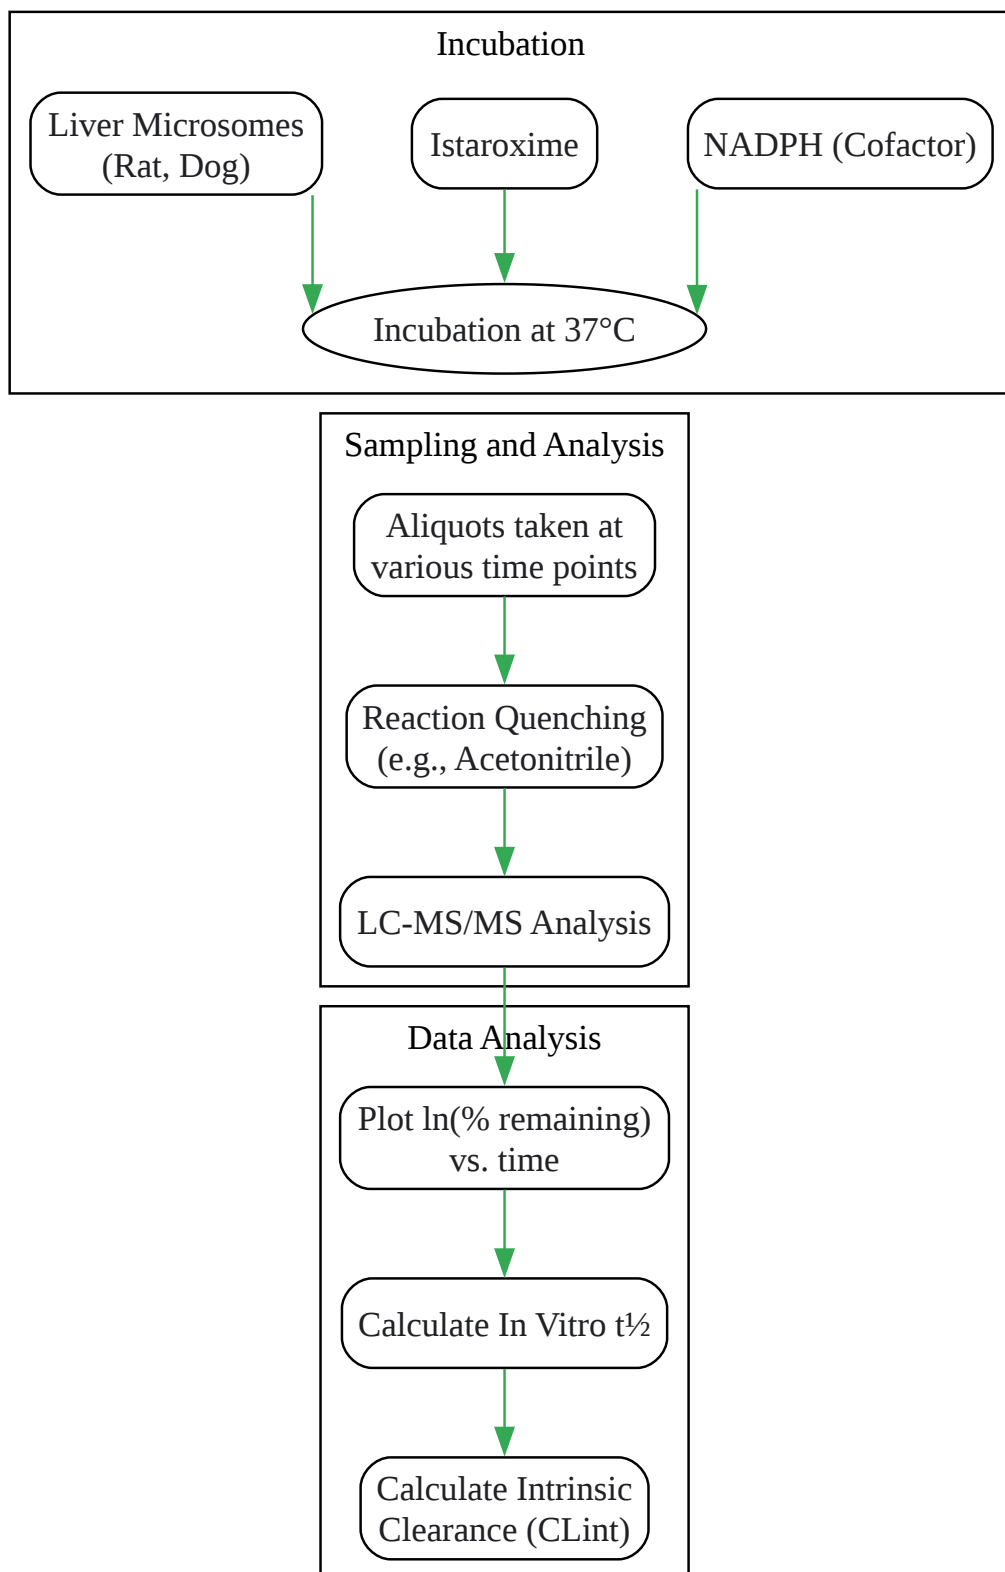 Incubation
Liver Microsomes
(Rat, Dog)
Istaroxime
NADPH (Cofactor)
Incubation at 37°C
Sampling and Analysis
Aliquots taken at
various time points
Reaction Quenching
(e.g., Acetonitrile)
LC-MS/MS Analysis
Data Analysis
Plot ln(% remaining)
vs. time
Calculate In Vitro t½
Calculate Intrinsic
Clearance (CLint)